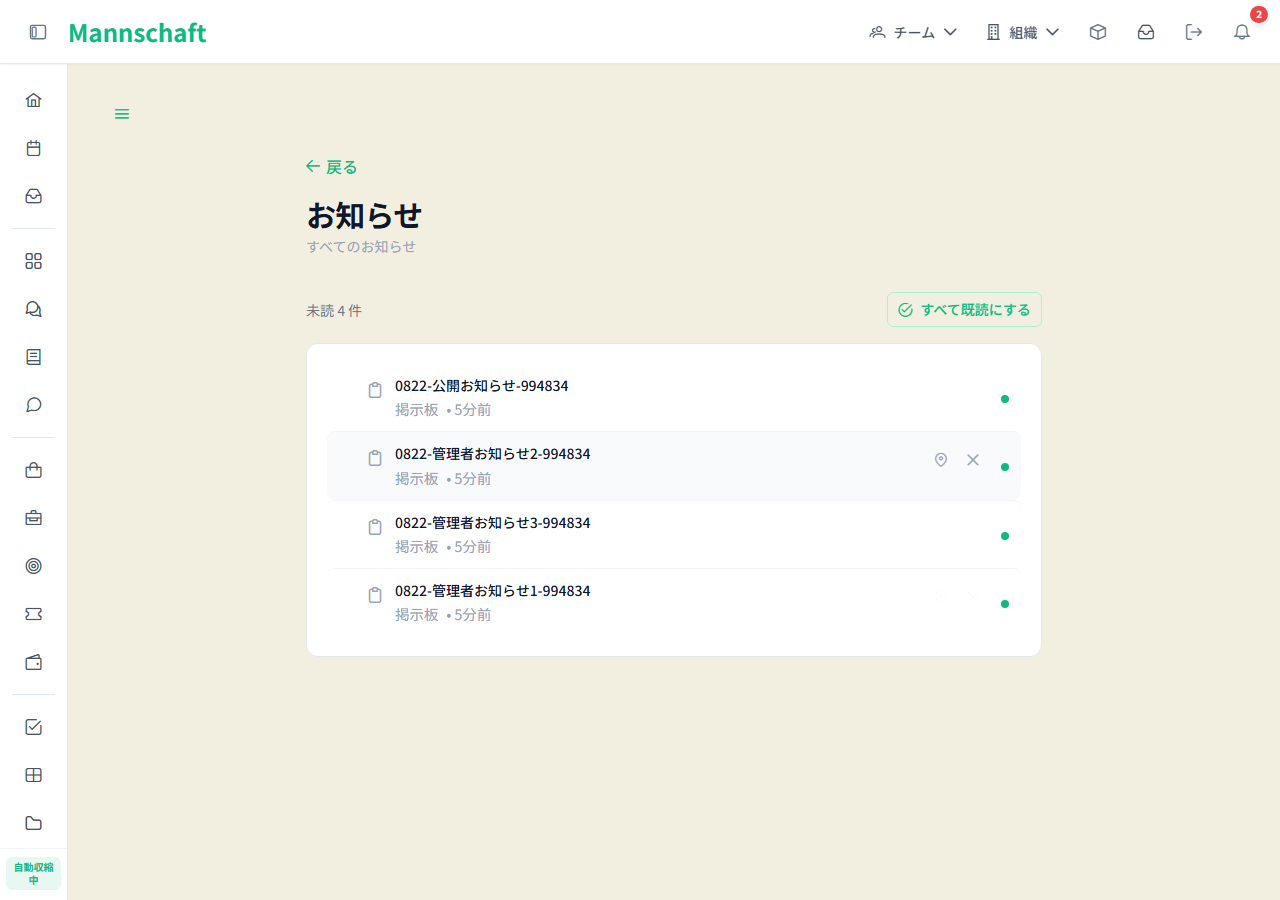 Mannschaft
チーム
組織
2
戻る
お知らせ
すべてのお知らせ
未読 4 件
すべて既読にする
0822-公開お知らせ-994834
掲示板 • 5分前
0822-管理者お知らせ2-994834
掲示板 • 5分前
0822-管理者お知らせ3-994834
掲示板 • 5分前
0822-管理者お知らせ1-994834
掲示板 • 5分前
自動収縮
中